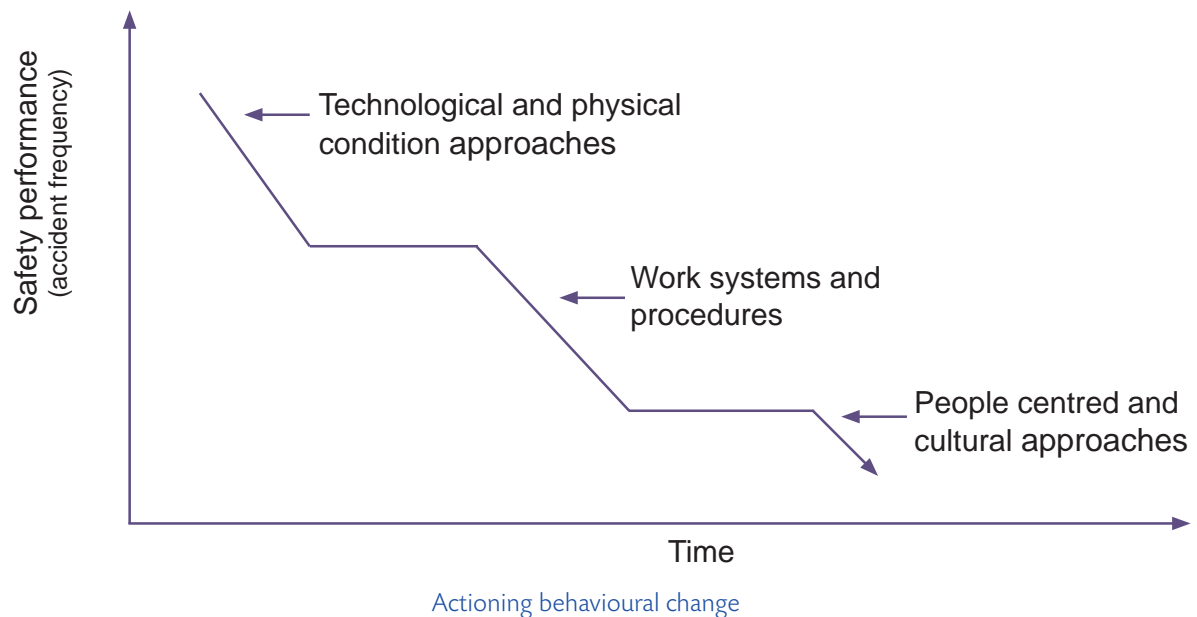 Safety performance
(accident frequency)
Technological and physical
condition approaches
Work systems and
procedures
People centred and
cultural approaches
Time
Actioning behavioural change